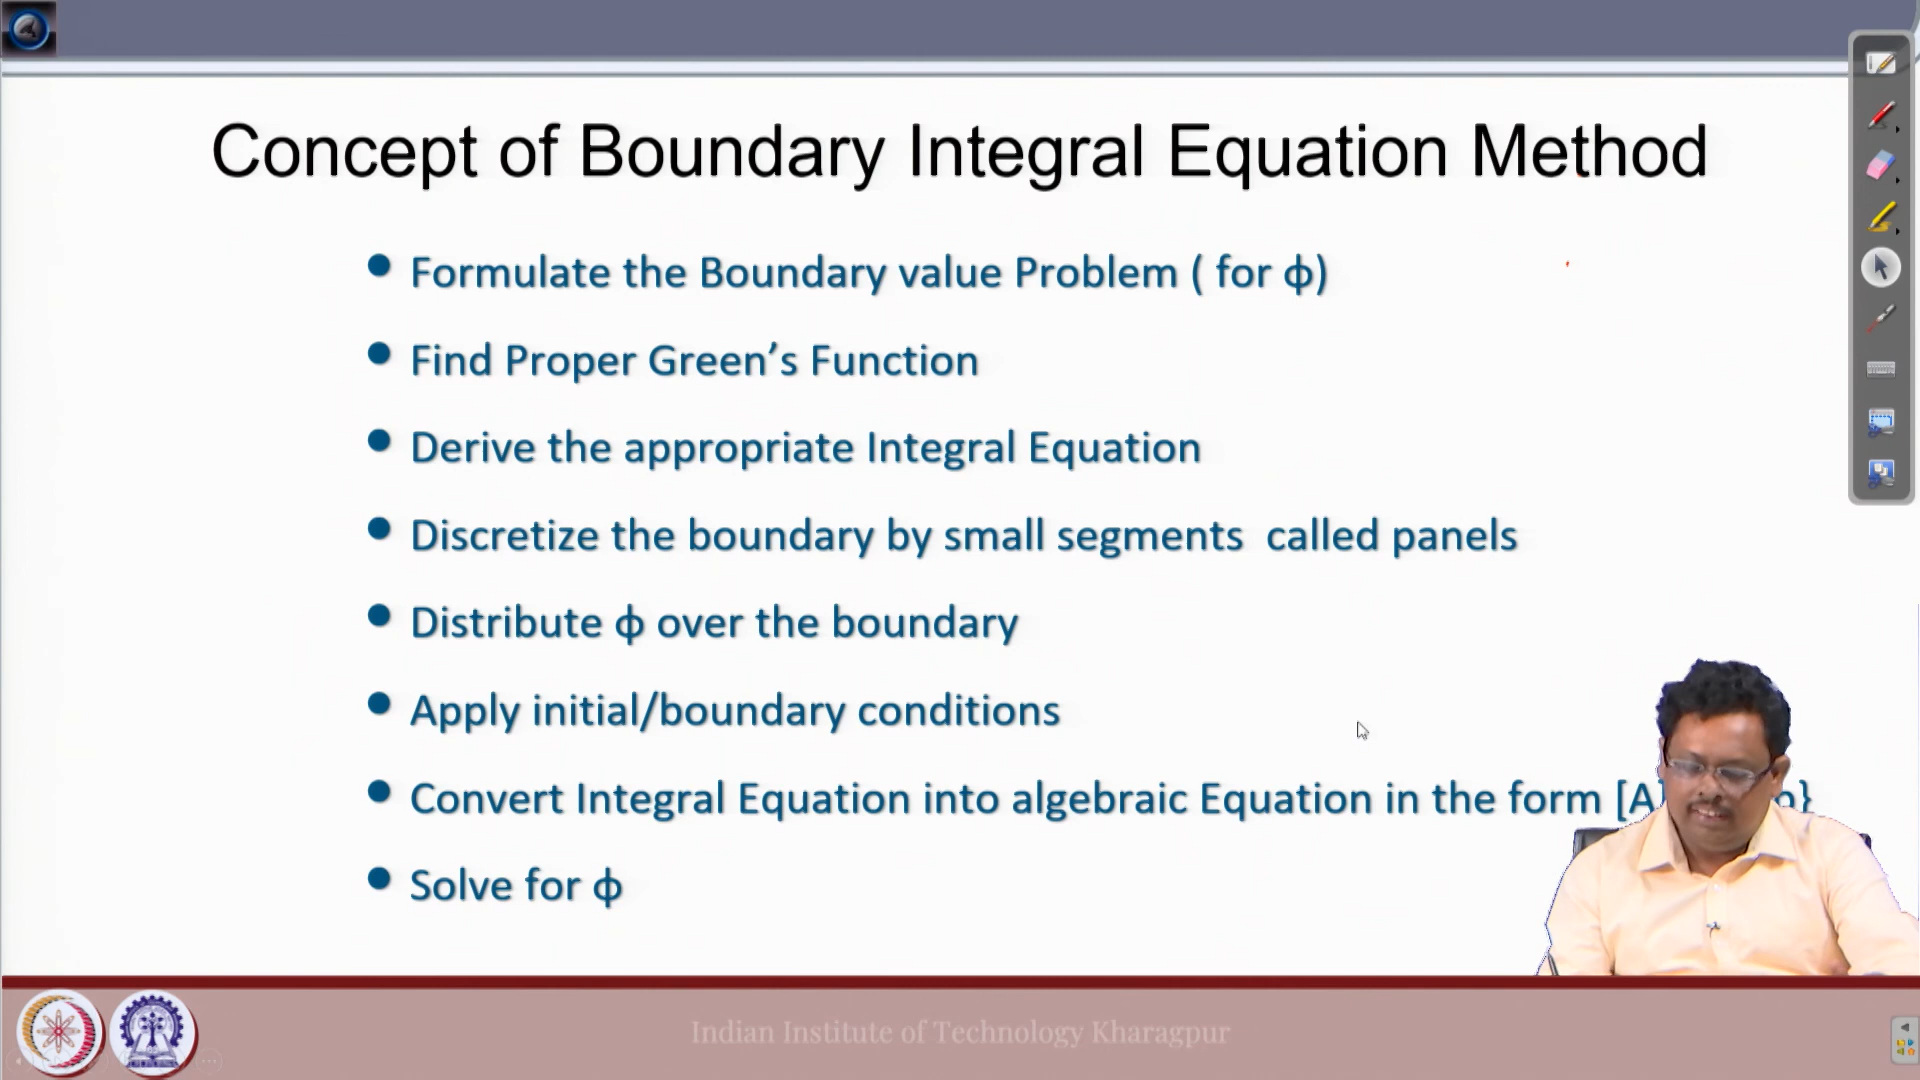 Concept of Boundary Integral Equation Method
• Formulate the Boundary value Problem ( for ϕ)
• Find Proper Green’s Function
• Derive the appropriate Integral Equation
• Discretize the boundary by small segments called panels
• Distribute ϕ over the boundary
• Apply initial/boundary conditions
• Convert Integral Equation into algebraic Equation in the form [A]
• Solve for ϕ
Indian Institute of Technology Kharagpur